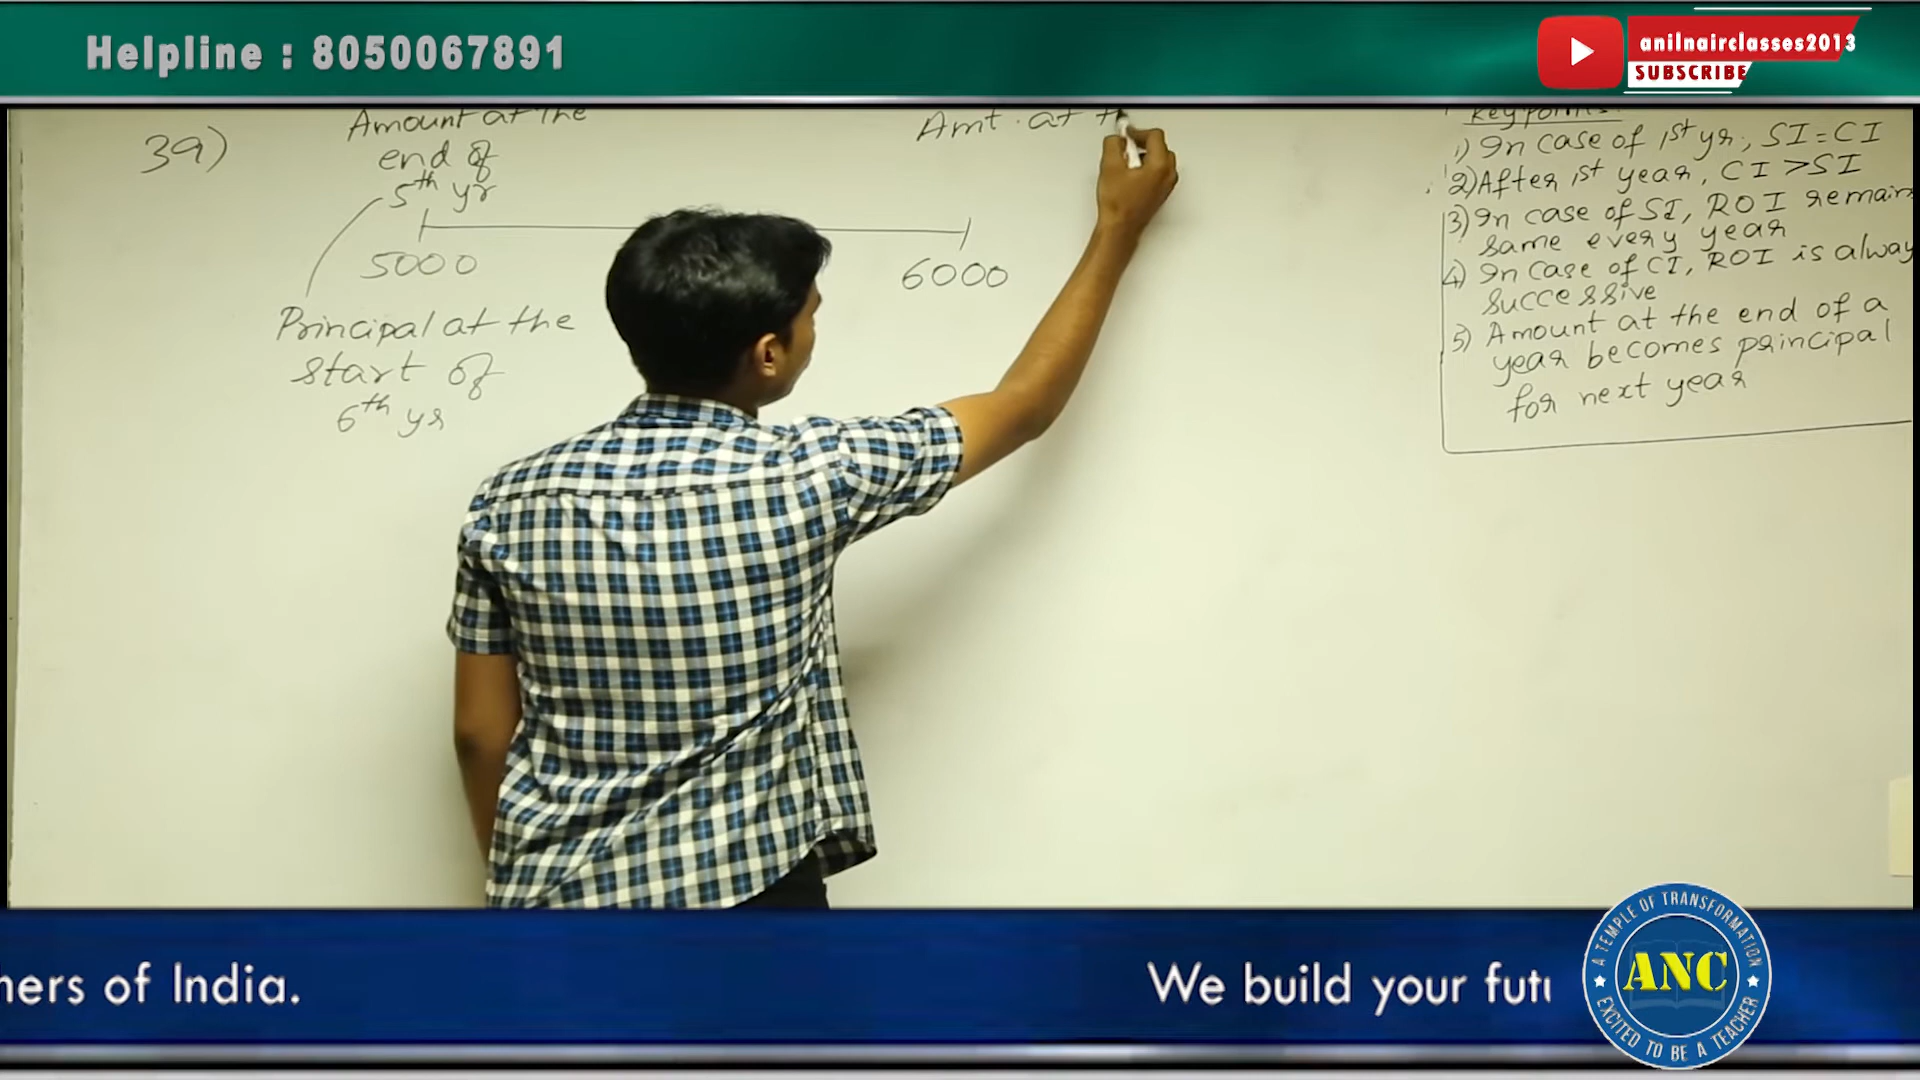 Helpline : 8050067891
anilnairclasses2013
SUBSCRIBE
39)
Amount at the
end of
5th yr
5000
Principal at the
start of
6th yr
Amt. at th
6000
Key points:
1) In case of 1st yr, SI = CI
2) After 1st year, CI > SI
3) In case of SI, ROI remain
same every year
4) In case of CI, ROI is alway
successive
5) Amount at the end of a
year becomes principal
for next year
hers of India.
We build your futu
A TEMPLE OF TRANSFORMATION
ANC
EXCITED TO BE A TEACHER